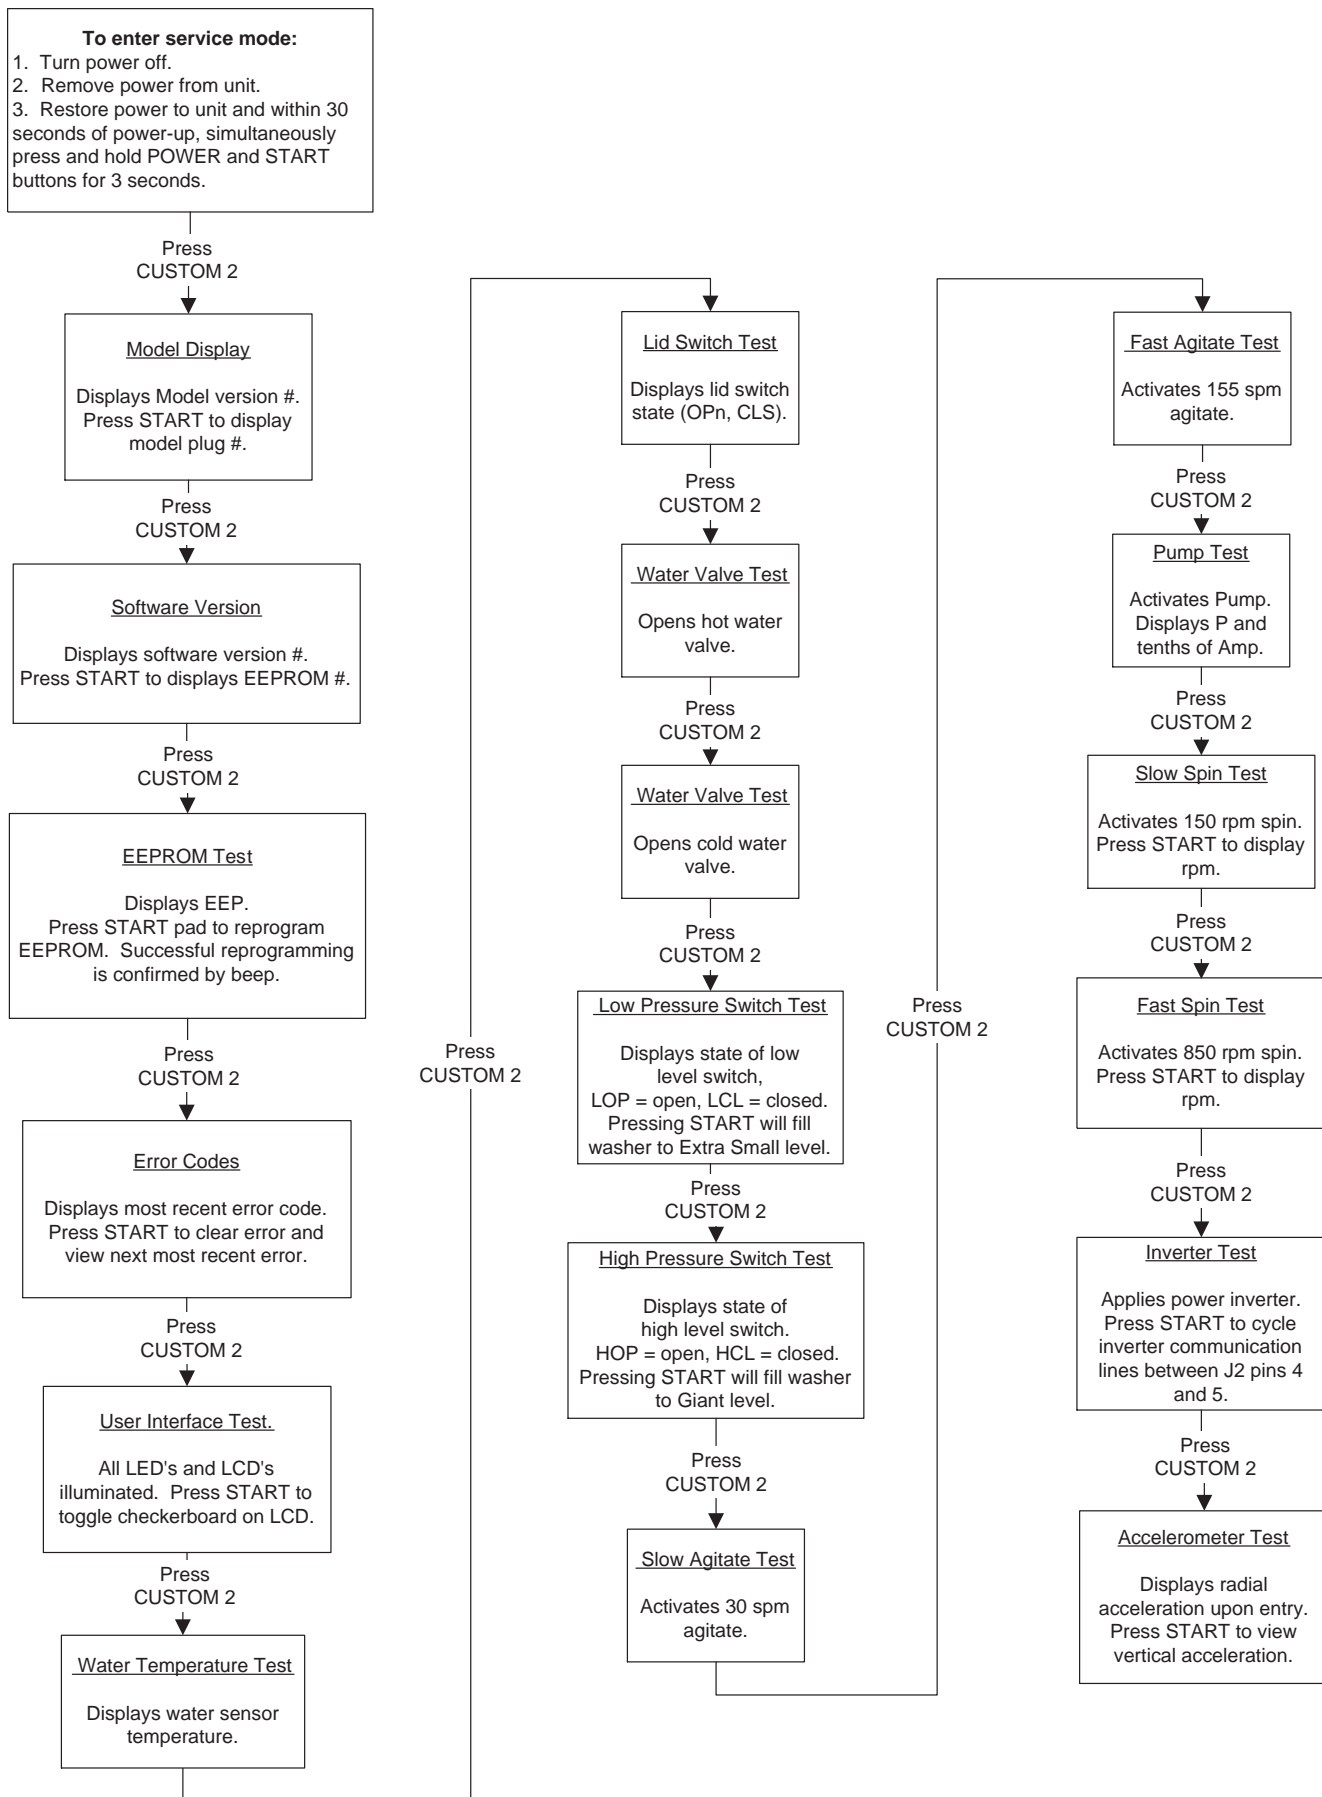 To enter service mode:
1.  Turn power off.
2.  Remove power from unit.
3.  Restore power to unit and within 30
seconds of power-up, simultaneously
press and hold POWER and START
buttons for 3 seconds.
Press
CUSTOM 2
Model Display
Displays Model version #.
Press START to display
model plug #.
Press
CUSTOM 2
Software Version
Displays software version #.
Press START to displays EEPROM #.
Press
CUSTOM 2
EEPROM Test
Displays EEP.
Press START pad to reprogram
EEPROM.  Successful reprogramming
is confirmed by beep.
Press
CUSTOM 2
Error Codes
Displays most recent error code.
Press START to clear error and
view next most recent error.
Press
CUSTOM 2
User Interface Test.
All LED's and LCD's
illuminated.  Press START to
toggle checkerboard on LCD.
Press
CUSTOM 2
Water Temperature Test
Displays water sensor
temperature.
Press
CUSTOM 2
Lid Switch Test
Displays lid switch
state (OPn, CLS).
Press
CUSTOM 2
Water Valve Test
Opens hot water
valve.
Press
CUSTOM 2
Water Valve Test
Opens cold water
valve.
Press
CUSTOM 2
Low Pressure Switch Test
Displays state of low
level switch,
LOP = open, LCL = closed.
Pressing START will fill
washer to Extra Small level.
Press
CUSTOM 2
High Pressure Switch Test
Displays state of
high level switch.
HOP = open, HCL = closed.
Pressing START will fill washer
to Giant level.
Press
CUSTOM 2
Slow Agitate Test
Activates 30 spm
agitate.
Press
CUSTOM 2
Fast Agitate Test
Activates 155 spm
agitate.
Press
CUSTOM 2
Pump Test
Activates Pump.
Displays P and
tenths of Amp.
Press
CUSTOM 2
Slow Spin Test
Activates 150 rpm spin.
Press START to display
rpm.
Press
CUSTOM 2
Fast Spin Test
Activates 850 rpm spin.
Press START to display
rpm.
Press
CUSTOM 2
Inverter Test
Applies power inverter.
Press START to cycle
inverter communication
lines between J2 pins 4
and 5.
Press
CUSTOM 2
Accelerometer Test
Displays radial
acceleration upon entry.
Press START to view
vertical acceleration.